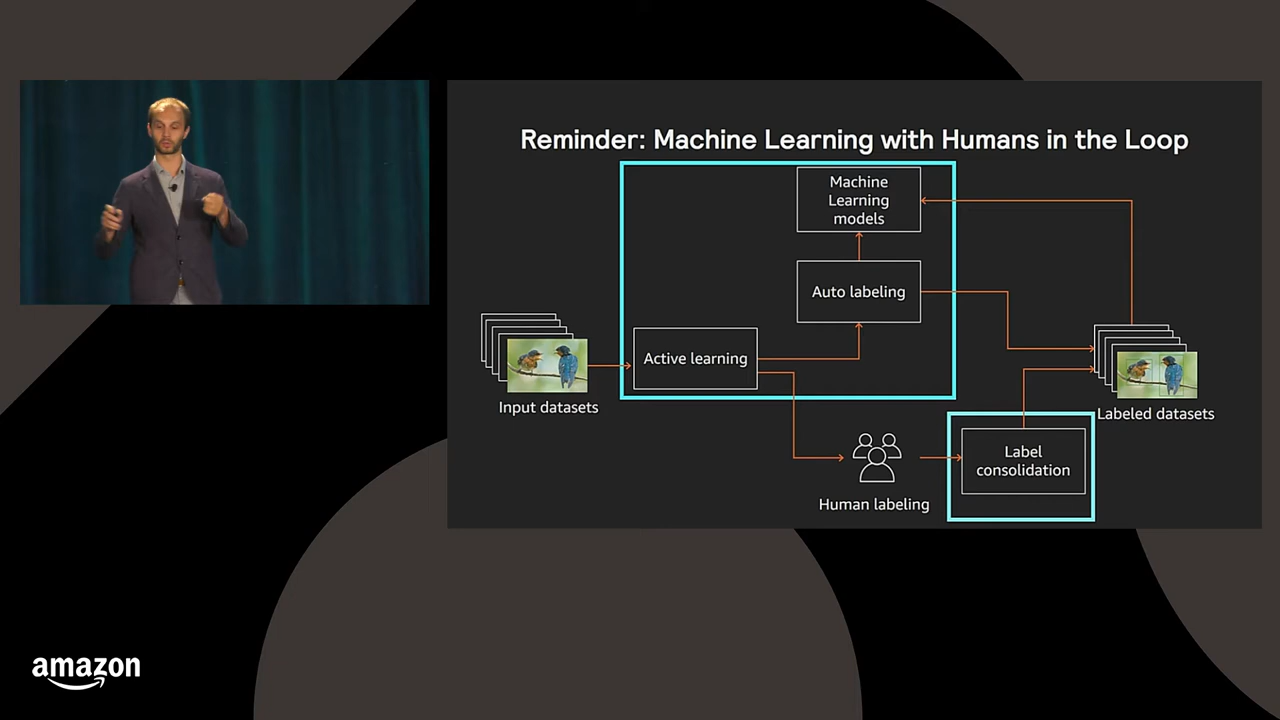 Reminder: Machine Learning with Humans in the Loop
Machine
Learning
models
Auto labeling
Active learning
Input datasets
Labeled datasets
Label
consolidation
Human labeling
amazon